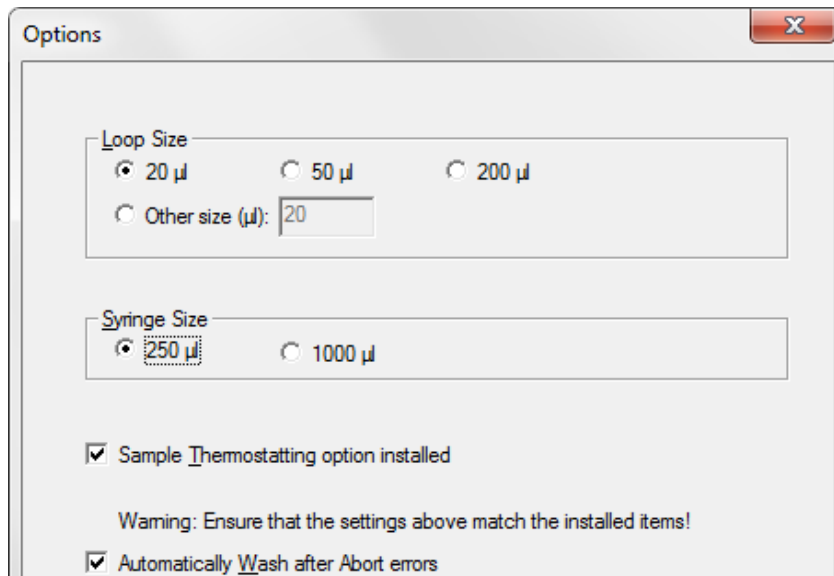 Options
Loop Size
20 µl 50 µl 200 µl
Other size (µl): 20
Syringe Size
250 µl 1000 µl
Sample Thermostatting option installed
Warning: Ensure that the settings above match the installed items!
Automatically Wash after Abort errors